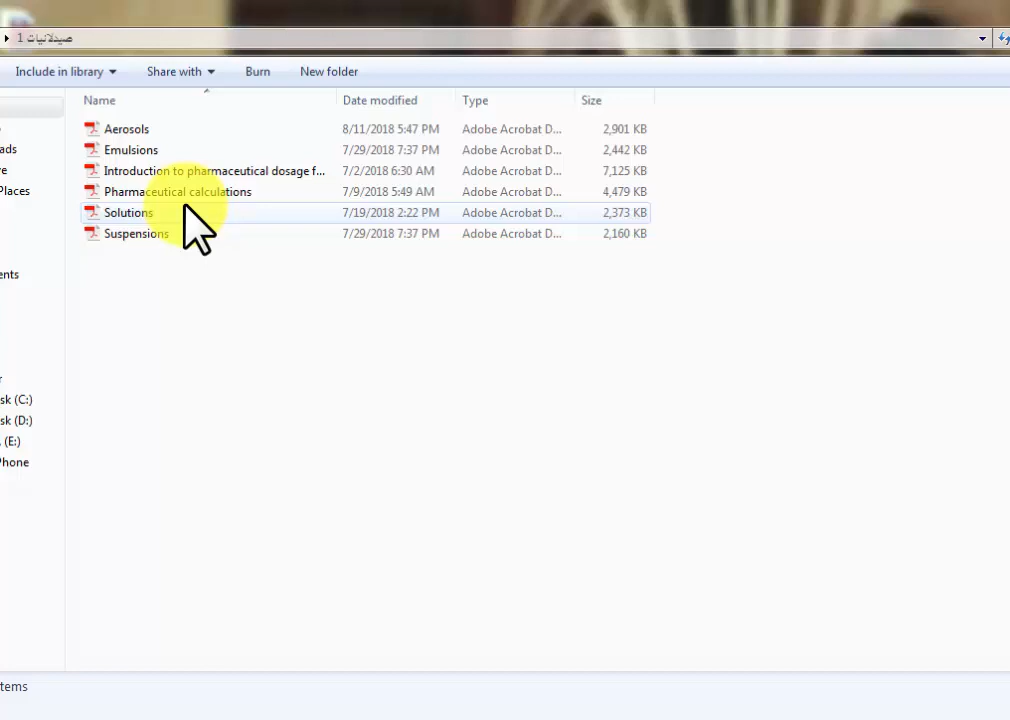 صيدلانيات 1
Include in library Share with Burn New folder
Name Date modified Type Size
Aerosols 8/11/2018 5:47 PM Adobe Acrobat D... 2,901 KB
ads Emulsions 7/29/2018 7:37 PM Adobe Acrobat D... 2,442 KB
Introduction to pharmaceutical dosage f... 7/2/2018 6:30 AM Adobe Acrobat D... 7,125 KB
Places Pharmaceutical calculations 7/9/2018 5:49 AM Adobe Acrobat D... 4,479 KB
Solutions 7/19/2018 2:22 PM Adobe Acrobat D... 2,373 KB
Suspensions 7/29/2018 7:37 PM Adobe Acrobat D... 2,160 KB
ents
sk (C:)
sk (D:)
(E:)
Phone
tems